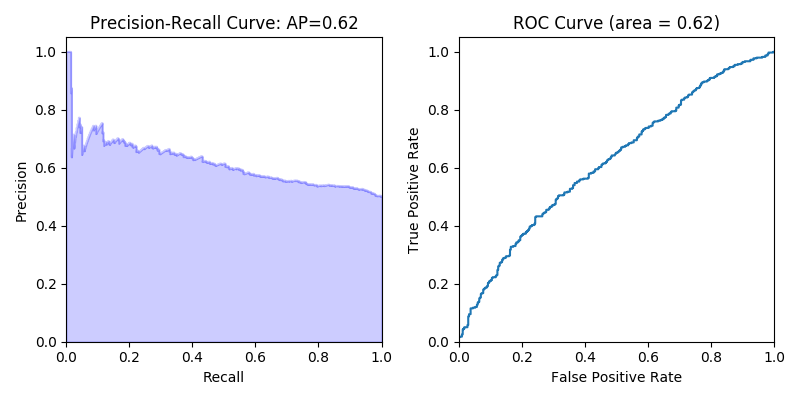 Precision-Recall Curve: AP=0.62
1.0
0.8
0.6
0.4
0.2
0.0
Precision
0.0 0.2 0.4 0.6 0.8 1.0
Recall
ROC Curve (area = 0.62)
1.0
0.8
0.6
0.4
0.2
0.0
True Positive Rate
0.0 0.2 0.4 0.6 0.8 1.0
False Positive Rate